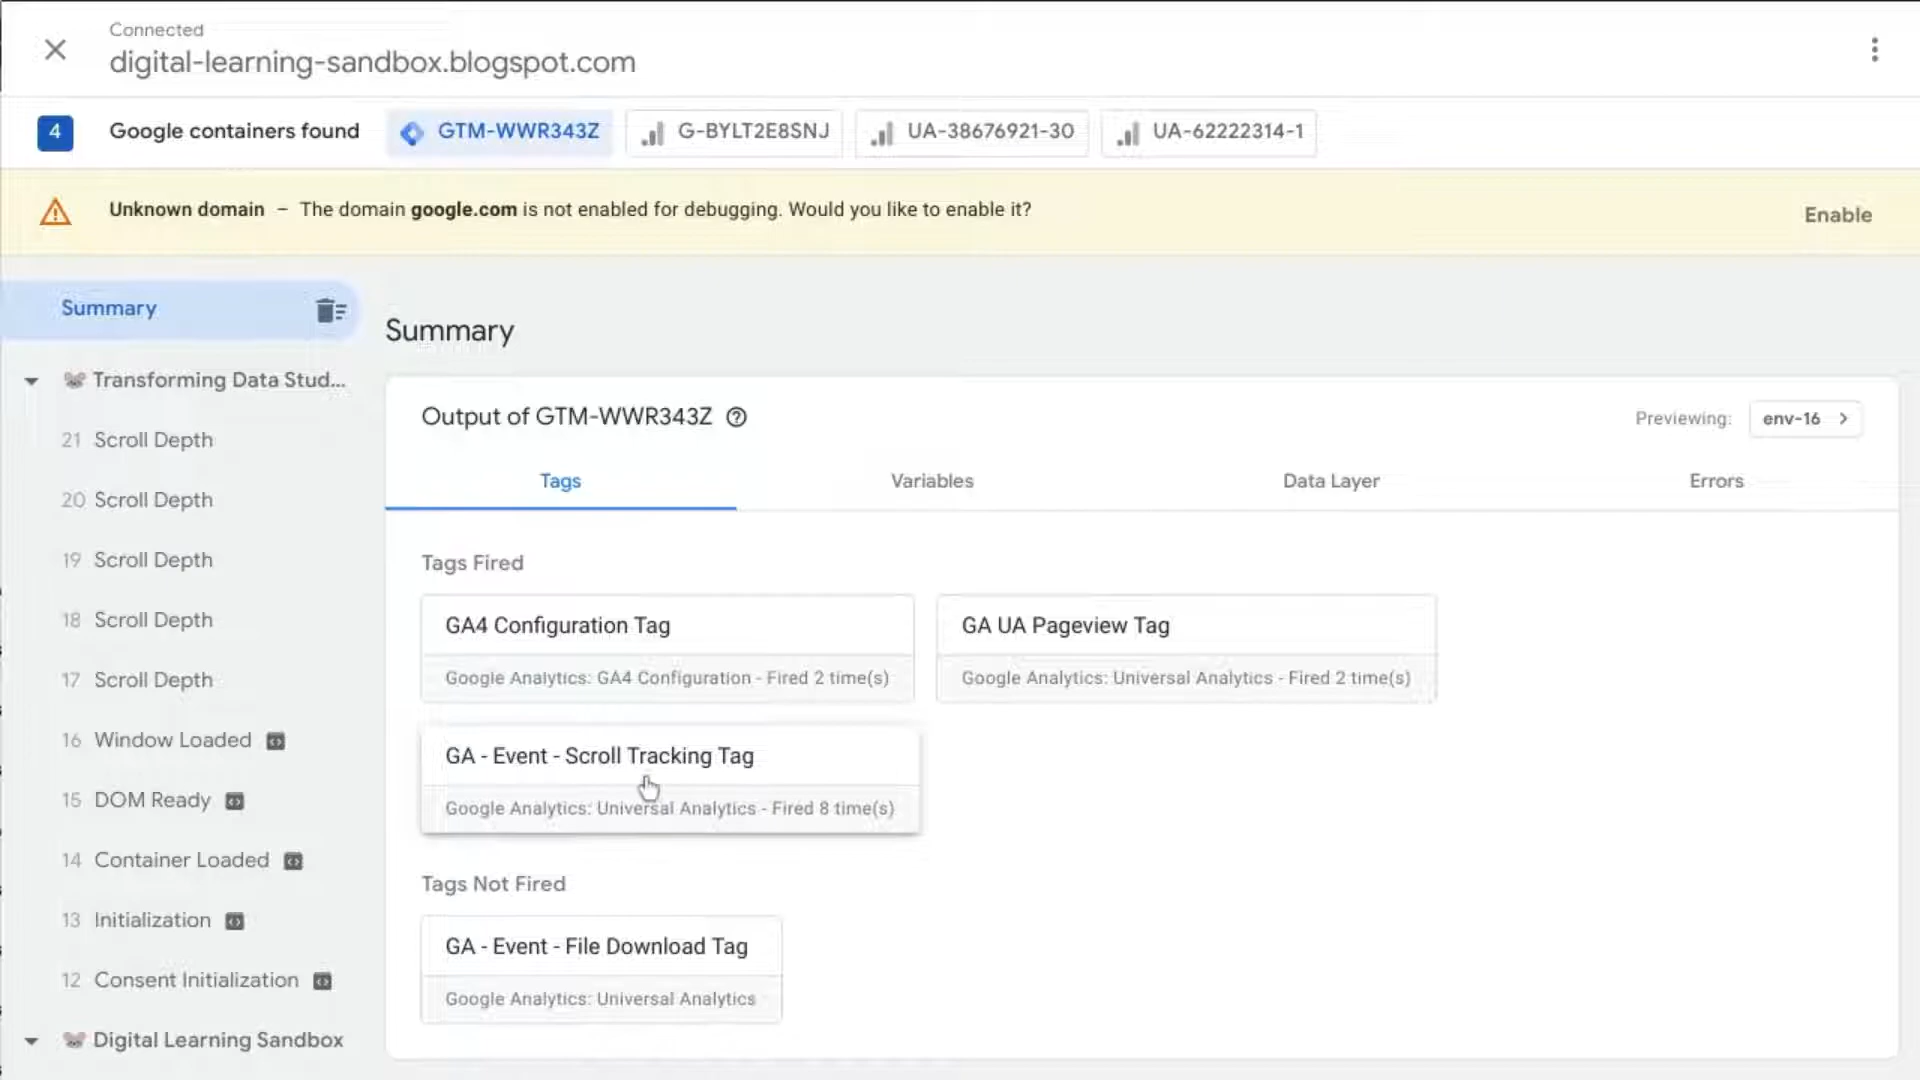 Connected
digital-learning-sandbox.blogspot.com
4 Google containers found GTM-WWR343Z G-BYLT2E8SNJ UA-38676921-30 UA-62222314-1
Unknown domain – The domain google.com is not enabled for debugging. Would you like to enable it? Enable
Summary
Transforming Data Stud...
21 Scroll Depth
20 Scroll Depth
19 Scroll Depth
18 Scroll Depth
17 Scroll Depth
16 Window Loaded
15 DOM Ready
14 Container Loaded
13 Initialization
12 Consent Initialization
Digital Learning Sandbox
Summary
Output of GTM-WWR343Z
Previewing: env-16
Tags Variables Data Layer Errors
Tags Fired
GA4 Configuration Tag
Google Analytics: GA4 Configuration - Fired 2 time(s)
GA UA Pageview Tag
Google Analytics: Universal Analytics - Fired 2 time(s)
GA - Event - Scroll Tracking Tag
Google Analytics: Universal Analytics - Fired 8 time(s)
Tags Not Fired
GA - Event - File Download Tag
Google Analytics: Universal Analytics